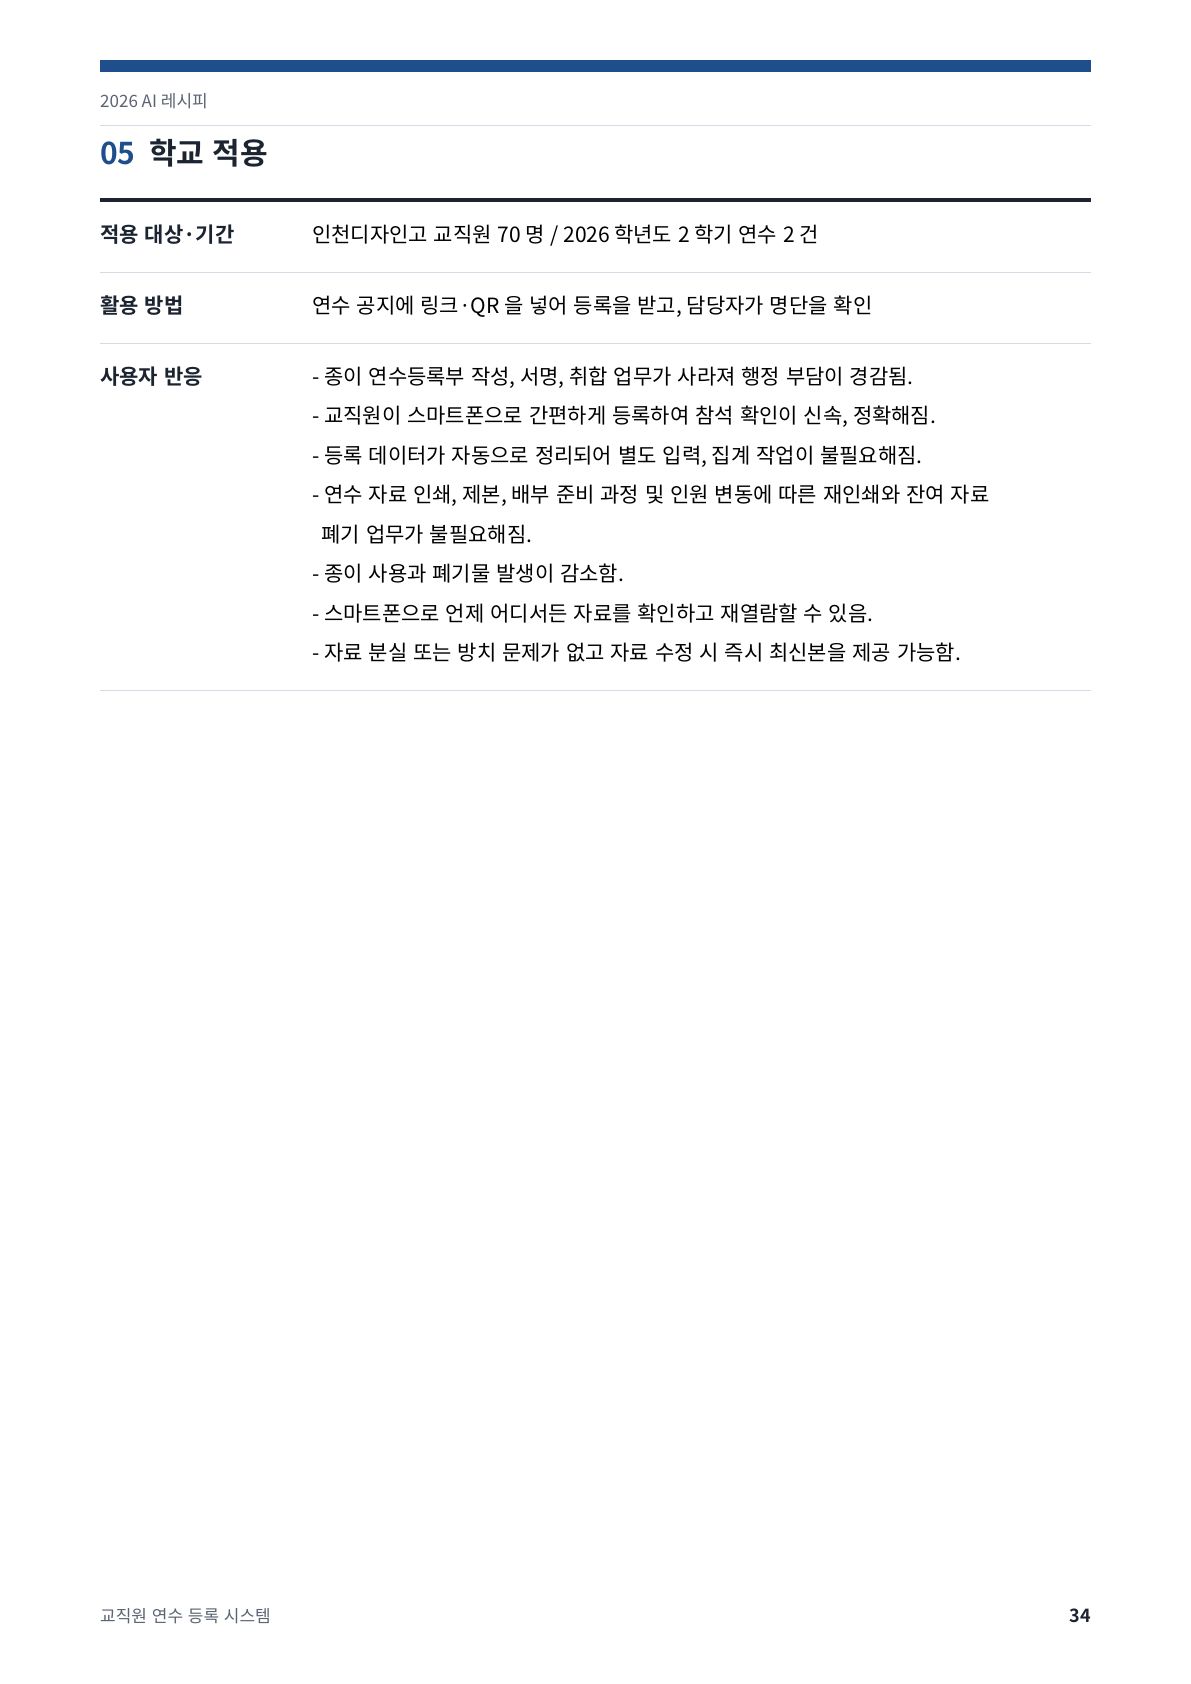 2026 AI 레시피
05 학교 적용
적용 대상·기간 인천디자인고 교직원 70 명 / 2026 학년도 2 학기 연수 2 건
활용 방법 연수 공지에 링크·QR 을 넣어 등록을 받고, 담당자가 명단을 확인
사용자 반응 - 종이 연수등록부 작성, 서명, 취합 업무가 사라져 행정 부담이 경감됨.
- 교직원이 스마트폰으로 간편하게 등록하여 참석 확인이 신속, 정확해짐.
- 등록 데이터가 자동으로 정리되어 별도 입력, 집계 작업이 불필요해짐.
- 연수 자료 인쇄, 제본, 배부 준비 과정 및 인원 변동에 따른 재인쇄와 잔여 자료
폐기 업무가 불필요해짐.
- 종이 사용과 폐기물 발생이 감소함.
- 스마트폰으로 언제 어디서든 자료를 확인하고 재열람할 수 있음.
- 자료 분실 또는 방치 문제가 없고 자료 수정 시 즉시 최신본을 제공 가능함.
교직원 연수 등록 시스템 34